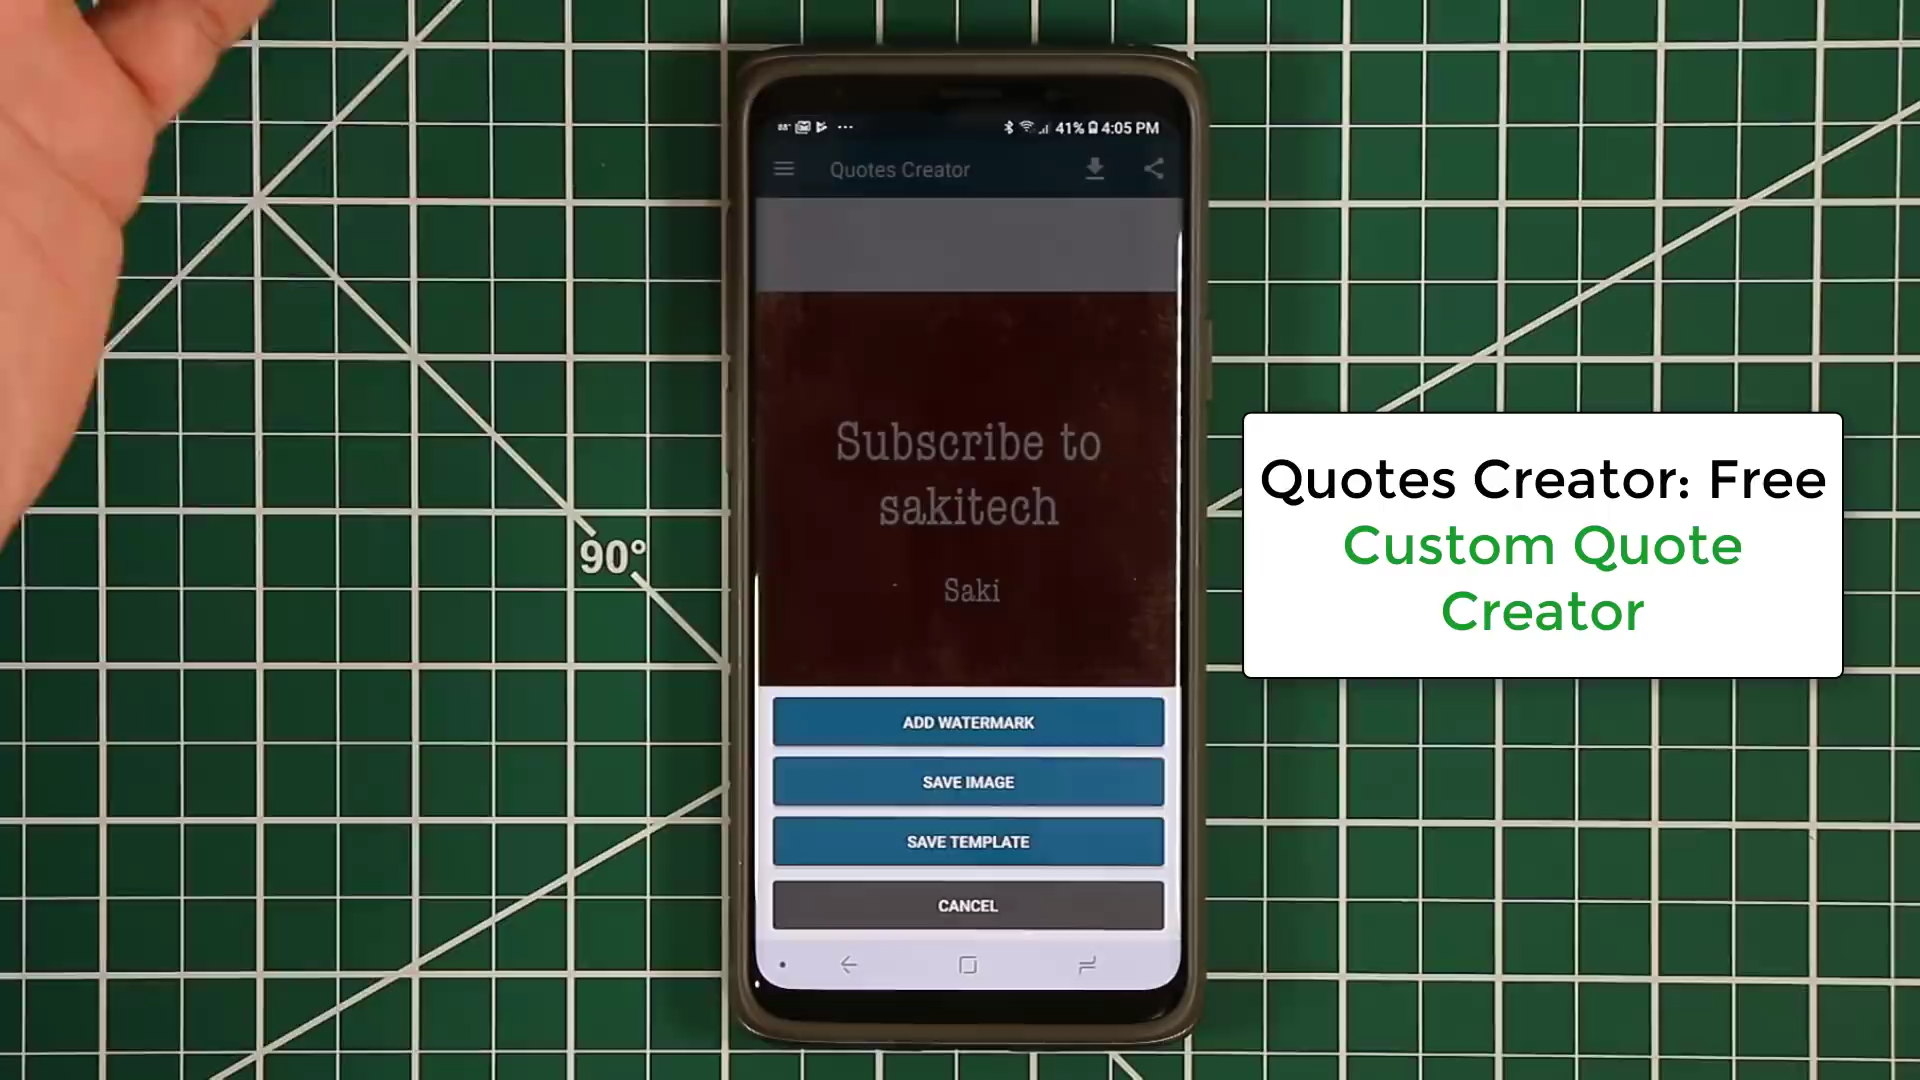 88°
41% 4:05 PM
Quotes Creator
Subscribe to
sakitech
Saki
ADD WATERMARK
SAVE IMAGE
SAVE TEMPLATE
CANCEL
90°
Quotes Creator: Free
Custom Quote
Creator